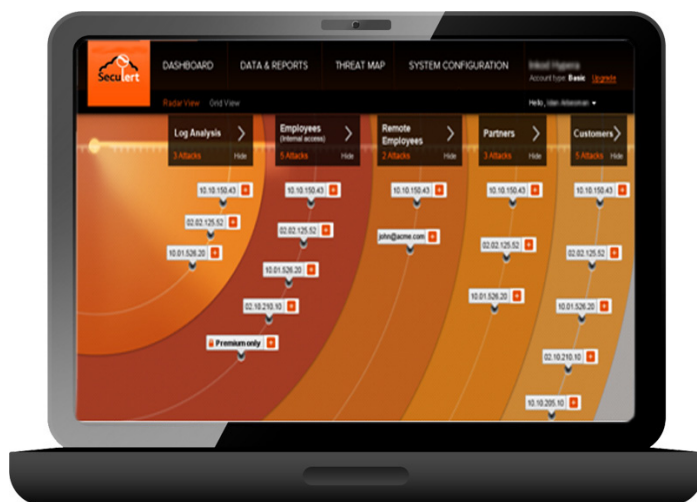 Seculert
DASHBOARD
DATA & REPORTS
THREAT MAP
SYSTEM CONFIGURATION
Account type: Basic Upgrade
Radar View Grid View
Hello,
Log Analysis
3 Attacks Hide
Employees
(Internal access)
5 Attacks Hide
Remote
Employees
2 Attacks Hide
Partners
3 Attacks Hide
Customers
5 Attacks Hide
10.10.150.43
02.02.125.52
10.01.526.20
10.10.150.43
02.02.125.52
10.01.526.20
02.10.210.10
Premium only
10.10.150.43
john@acme.com
10.10.150.43
02.02.125.52
10.01.526.20
10.10.150.43
02.02.125.52
10.01.526.20
02.10.210.10
10.10.205.10